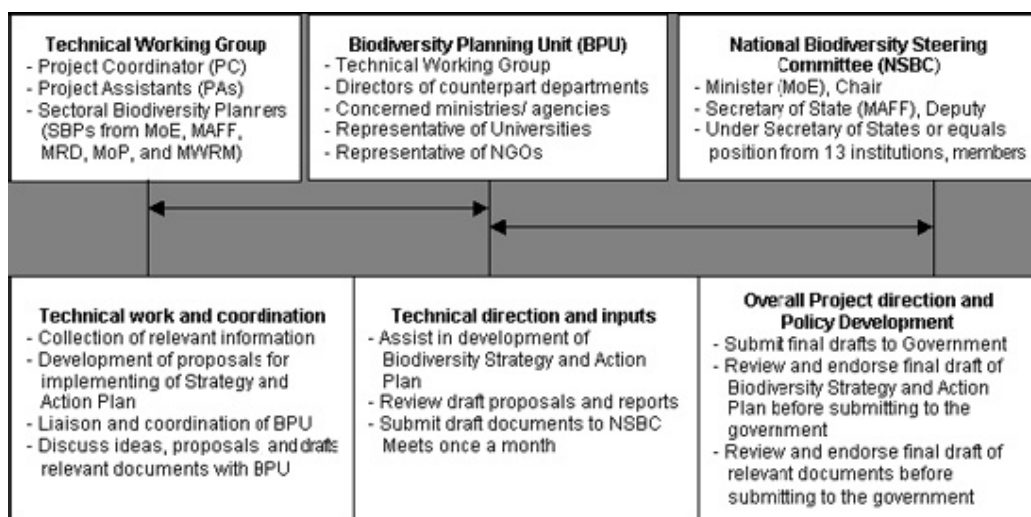 Technical Working Group
- Project Coordinator (PC)
- Project Assistants (PAs)
- Sectoral Biodiversity Planners
(SBPs from MoE, MAFF,
MRD, MoP, and MWRM)
Biodiversity Planning Unit (BPU)
- Technical Working Group
- Directors of counterpart departments
- Concerned ministries/ agencies
- Representative of Universities
- Representative of NGOs
National Biodiversity Steering
Committee (NSBC)
- Minister (MoE), Chair
- Secretary of State (MAFF), Deputy
- Under Secretary of States or equals
position from 13 institutions, members
Technical work and coordination
- Collection of relevant information
- Development of proposals for
implementing of Strategy and
Action Plan
- Liaison and coordination of BPU
- Discuss ideas, proposals and drafts
relevant documents with BPU
Technical direction and inputs
- Assist in development of
Biodiversity Strategy and Action
Plan
- Review draft proposals and reports
- Submit draft documents to NSBC
Meets once a month
Overall Project direction and
Policy Development
- Submit final drafts to Government
- Review and endorse final draft of
Biodiversity Strategy and Action
Plan before submitting to the
government
- Review and endorse final draft of
relevant documents before
submitting to the government